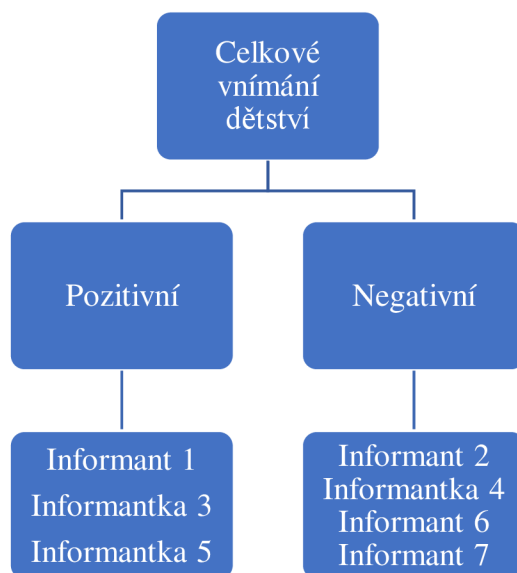 Celkové
vnímání
dětství
Pozitivní
Negativní
Informant 1
Informantka 3
Informantka 5
Informant 2
Informantka 4
Informant 6
Informant 7